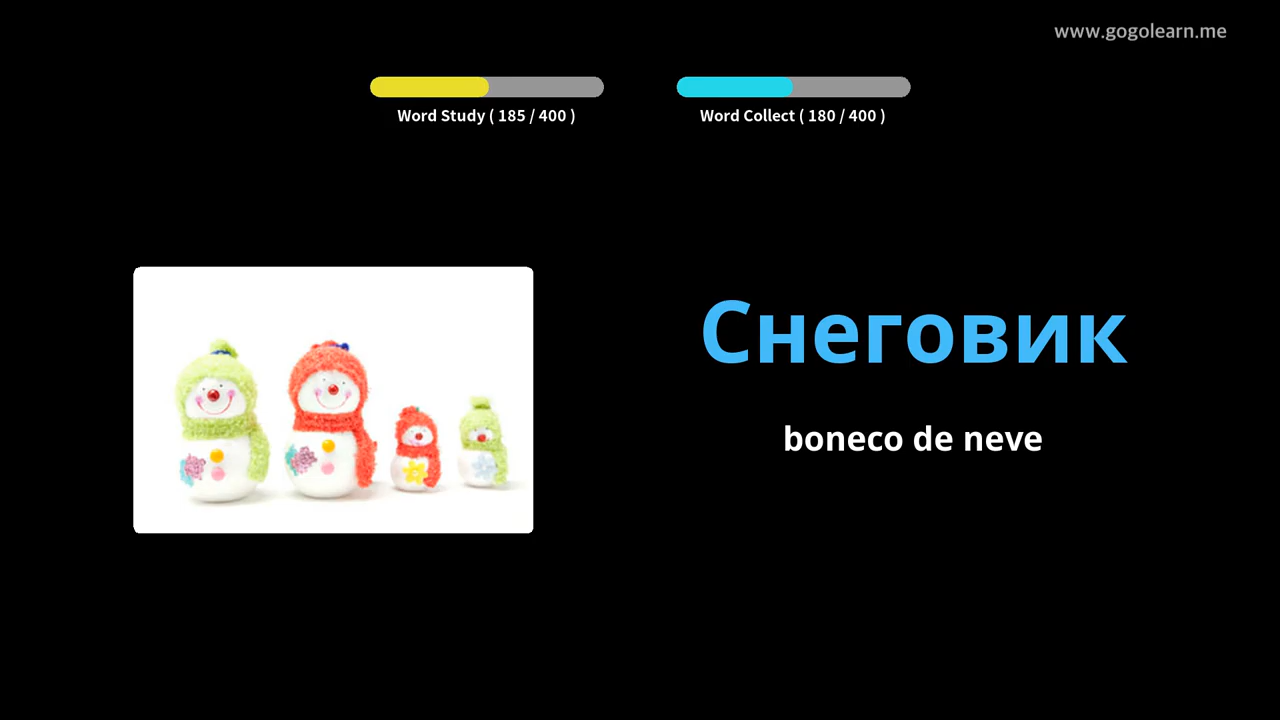 www.gogolearn.me
Word Study ( 185 / 400 )
Word Collect ( 180 / 400 )
Снеговик
boneco de neve